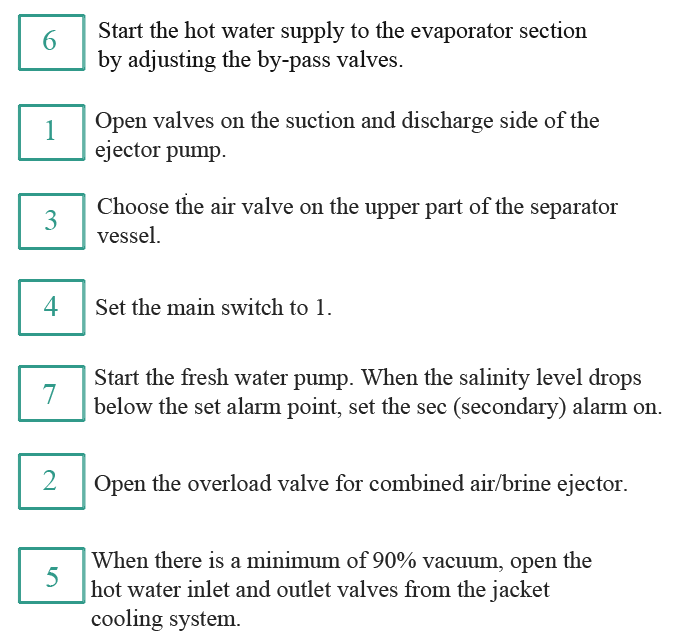 6
Start the hot water supply to the evaporator section
by adjusting the by-pass valves.
1
Open valves on the suction and discharge side of the
ejector pump.
3
Choose the air valve on the upper part of the separator
vessel.
4
Set the main switch to 1.
7
Start the fresh water pump. When the salinity level drops
below the set alarm point, set the sec (secondary) alarm on.
2
Open the overload valve for combined air/brine ejector.
5
When there is a minimum of 90% vacuum, open the
hot water inlet and outlet valves from the jacket
cooling system.